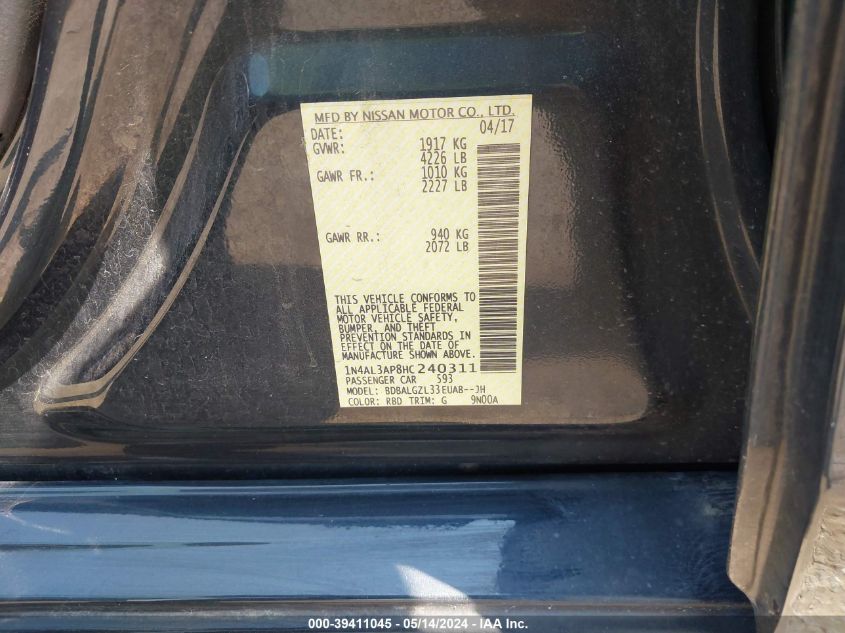 MFD BY NISSAN MOTOR CO., LTD.
DATE: 04/17
GVWR: 1917 KG
4226 LB
GAWR FR.: 1010 KG
2227 LB
GAWR RR.: 940 KG
2072 LB
THIS VEHICLE CONFORMS TO
ALL APPLICABLE FEDERAL
MOTOR VEHICLE SAFETY,
BUMPER, AND THEFT
PREVENTION STANDARDS IN
EFFECT ON THE DATE OF
MANUFACTURE SHOWN ABOVE.
1N4AL3AP8HC240311
PASSENGER CAR 593
MODEL: BDBALGZL33EUAB--JH
COLOR: RBD TRIM: G 9N00A
000-39411045 - 05/14/2024 - IAA Inc.